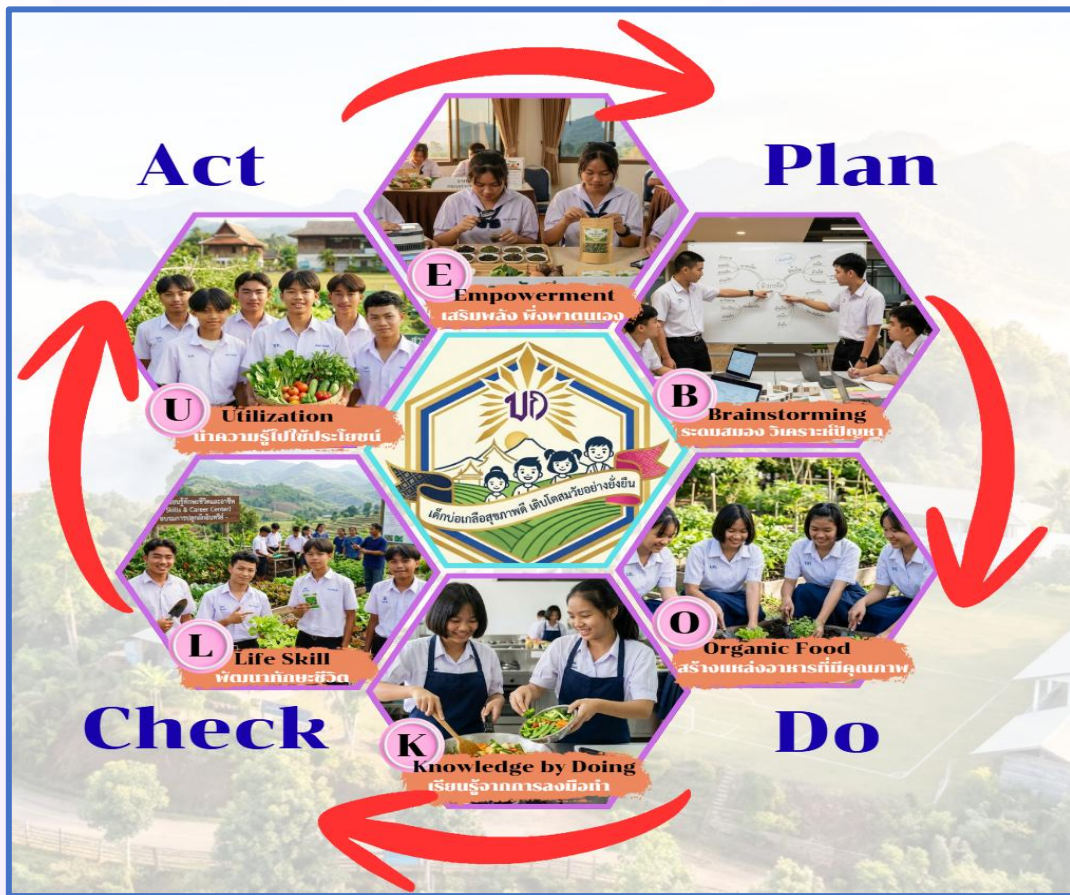 Act
Plan
E
Empowerment
เสริมพลัง พึ่งพาตนเอง
B
Brainstorming
ระดมสมอง วิเคราะห์ปัญหา
O
Organic Food
สร้างแหล่งอาหารที่มีคุณภาพ
Do
K
Knowledge by Doing
เรียนรู้จากการลงมือทำ
Check
L
Life Skill
พัฒนาทักษะชีวิต
Skills & Career Center)
U
Utilization
นำความรู้ไปใช้ประโยชน์
บก
เด็กบ่อเกลือสุขภาพดี เติบโตสมวัยอย่างยั่งยืน